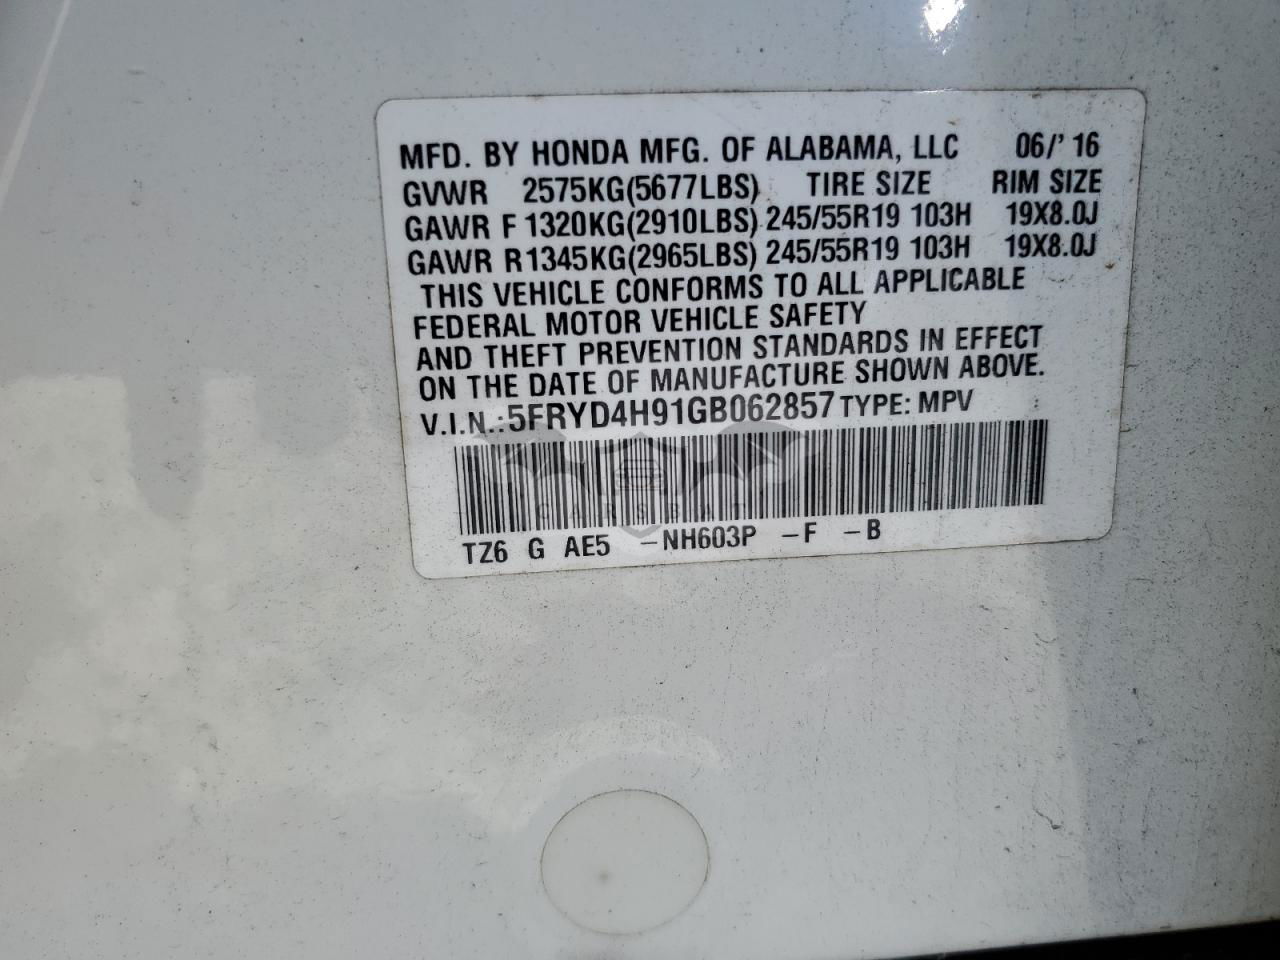 MFD. BY HONDA MFG. OF ALABAMA, LLC 06/'16
GVWR 2575KG(5677LBS) TIRE SIZE RIM SIZE
GAWR F 1320KG(2910LBS) 245/55R19 103H 19X8.0J
GAWR R1345KG(2965LBS) 245/55R19 103H 19X8.0J
THIS VEHICLE CONFORMS TO ALL APPLICABLE
FEDERAL MOTOR VEHICLE SAFETY
AND THEFT PREVENTION STANDARDS IN EFFECT
ON THE DATE OF MANUFACTURE SHOWN ABOVE.
V.I.N.:5FRYD4H91GB062857 TYPE: MPV
CARSBAT
TZ6 G AE5 -NH603P -F -B